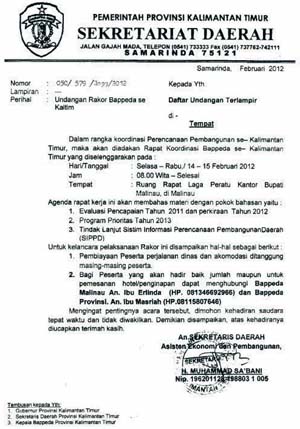 PEMERINTAH PROVINSI KALIMANTAN TIMUR
SEKRETARIAT DAERAH
JALAN GAJAH MADA, TELEPON (0541) 733333 Fax (0541) 737762-742111
SAMARINDA 75121
Samarinda, Februari 2012
Nomor : 090/ 579 /2012
Kepada Yth.
Lampiran : ---
Perihal : Undangan Rakor Bappeda se Kaltim
Daftar Undangan Terlampir
di -
Tempat
Dalam rangka koordinasi Perencanaan Pembangunan se– Kalimantan
Timur, maka akan diadakan Rapat Koordinasi Bappeda se– Kalimantan
Timur yang diselenggarakan pada :
Hari/Tanggal : Selasa – Rabu,/ 14 – 15 Februari 2012
Jam : 08.00 Wita – Selesai
Tempat : Ruang Rapat Laga Peratu Kantor Bupati
Malinau, di Malinau
Agenda rapat kerja ini akan membahas materi dengan pokok bahasan yaitu :
1. Evaluasi Pencapaian Tahun 2011 dan perkiraan Tahun 2012
2. Program Prioritas Tahun 2013
3. Tindak Lanjut Sistim Informasi Perencanaan PembangunanDaerah
(SIPPD)
Untuk kelancaran pelaksanaan Rakor ini disampaikan hal-hal sebagai berikut :
1. Pembiayaan Peserta perjalanan dinas dan akomodasi ditanggung
masing-masing peserta.
2. Bagi Peserta yang akan hadir baik jumlah maupun untuk
pemesanan hotel/penginapan dapat menghubungi Bappeda
Malinau An. Ibu Erlinda (HP. 081346692966) dan Bappeda
Provinsi. An. Ibu Masriah (HP.08115807646)
Mengingat pentingnya acara tersebut, dimohon kehadiran saudara
tepat waktu dan tidak diwakilkan. Demikian disampaikan, atas kehadirannya
diucapkan terimah kasih.
An. SEKRETARIS DAERAH
Asisten Ekonomi dan Pembangunan,
H. MUHAMMAD SA'BANI
Nip. 19620112 198803 1 005
Tembusan kepada Yth:
1. Gubernur Provinsi Kalimantan Timur
2. Sekretaris Daerah Provinsi Kalimantan Timur
3. Kepala Bappeda Provinsi Kalimantan Timur